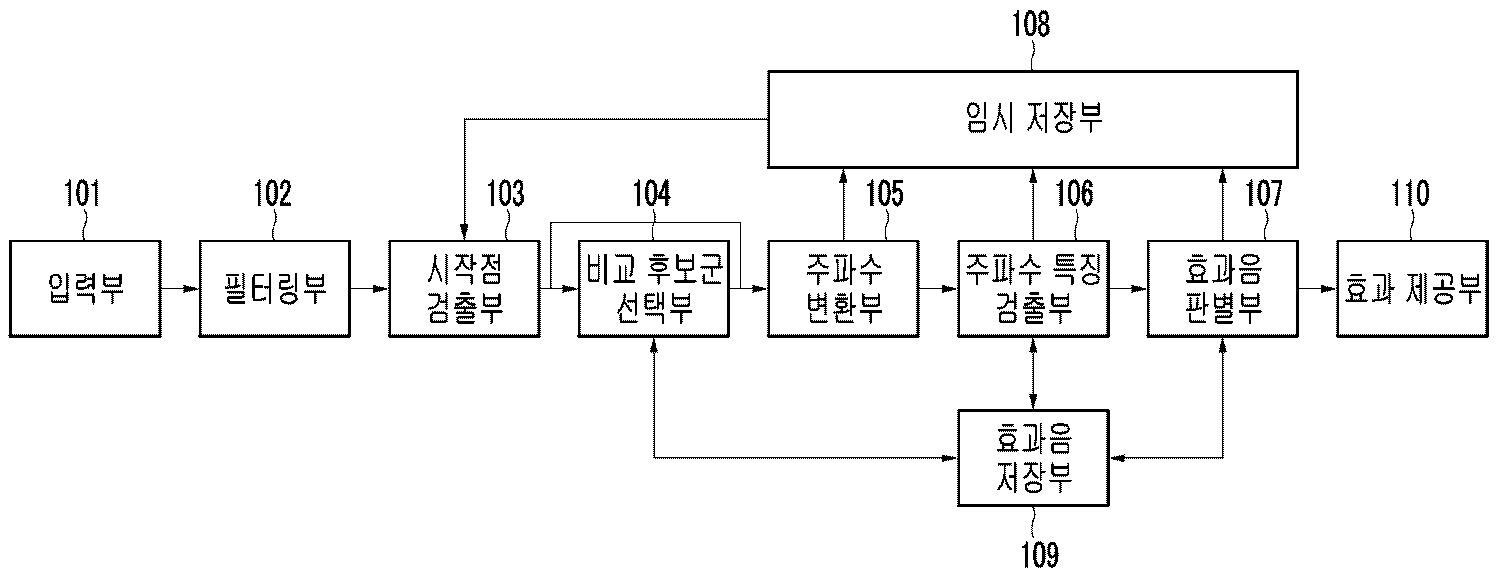 108
임시 저장부
101
102
103
104
105
106
107
110
입력부
필터링부
시작점
검출부
비교 후보군
선택부
주파수
변환부
주파수 특징
검출부
효과음
판별부
효과 제공부
효과음
저장부
109